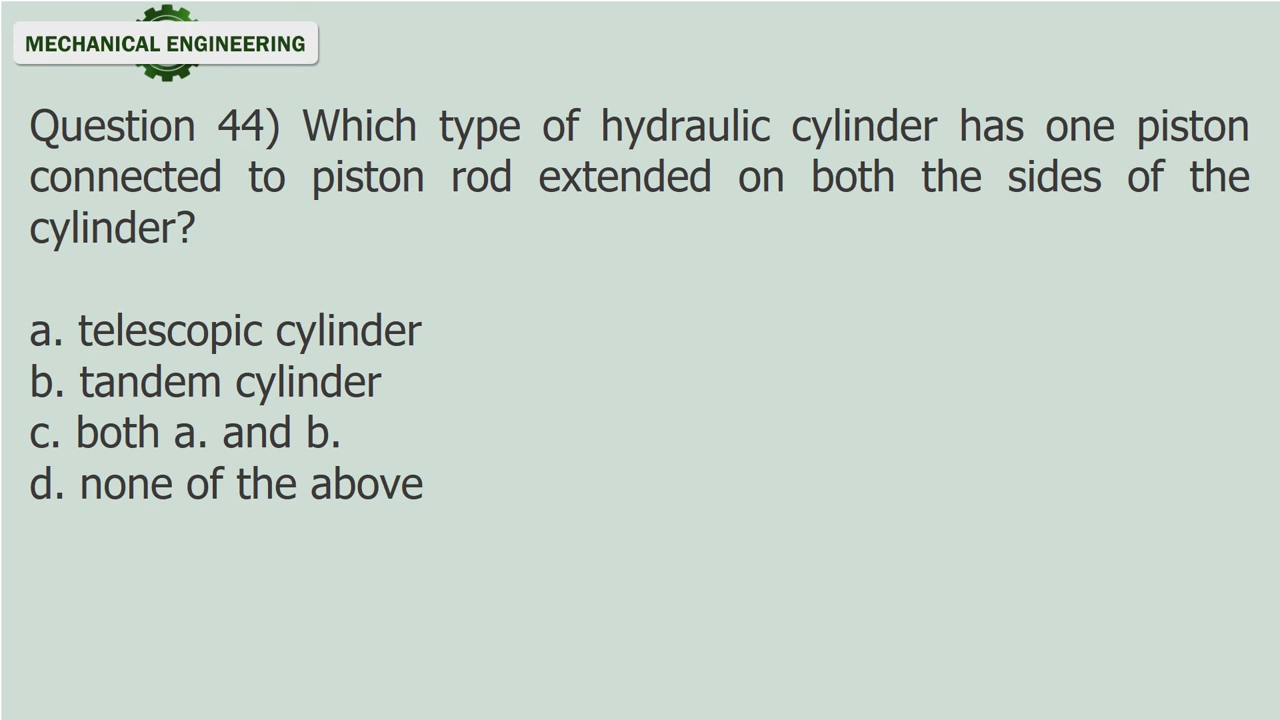 MECHANICAL ENGINEERING
Question 44) Which type of hydraulic cylinder has one piston
connected to piston rod extended on both the sides of the
cylinder?
a. telescopic cylinder
b. tandem cylinder
c. both a. and b.
d. none of the above